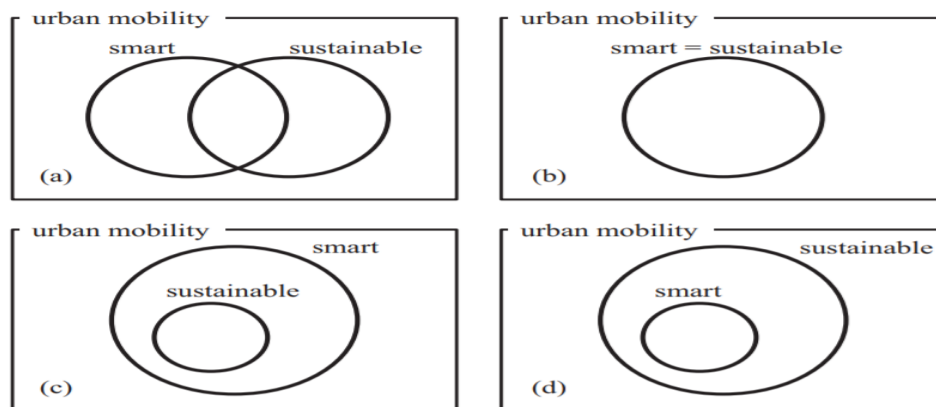 urban mobility
smart
sustainable
(a)
urban mobility
smart = sustainable
(b)
urban mobility
smart
sustainable
(c)
urban mobility
sustainable
smart
(d)